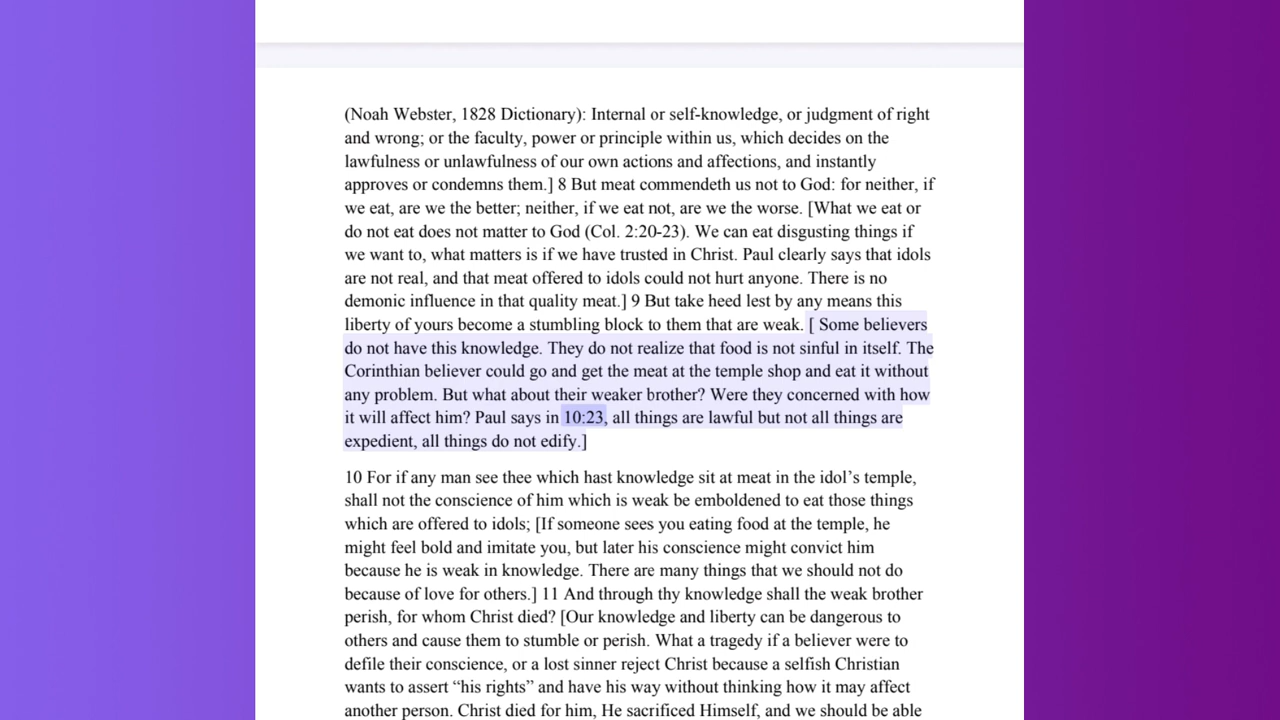 (Noah Webster, 1828 Dictionary): Internal or self-knowledge, or judgment of right
and wrong; or the faculty, power or principle within us, which decides on the
lawfulness or unlawfulness of our own actions and affections, and instantly
approves or condemns them.] 8 But meat commendeth us not to God: for neither, if
we eat, are we the better; neither, if we eat not, are we the worse. [What we eat or
do not eat does not matter to God (Col. 2:20-23). We can eat disgusting things if
we want to, what matters is if we have trusted in Christ. Paul clearly says that idols
are not real, and that meat offered to idols could not hurt anyone. There is no
demonic influence in that quality meat.] 9 But take heed lest by any means this
liberty of yours become a stumbling block to them that are weak. [ Some believers
do not have this knowledge. They do not realize that food is not sinful in itself. The
Corinthian believer could go and get the meat at the temple shop and eat it without
any problem. But what about their weaker brother? Were they concerned with how
it will affect him? Paul says in 10:23, all things are lawful but not all things are
expedient, all things do not edify.]
10 For if any man see thee which hast knowledge sit at meat in the idol’s temple,
shall not the conscience of him which is weak be emboldened to eat those things
which are offered to idols; [If someone sees you eating food at the temple, he
might feel bold and imitate you, but later his conscience might convict him
because he is weak in knowledge. There are many things that we should not do
because of love for others.] 11 And through thy knowledge shall the weak brother
perish, for whom Christ died? [Our knowledge and liberty can be dangerous to
others and cause them to stumble or perish. What a tragedy if a believer were to
defile their conscience, or a lost sinner reject Christ because a selfish Christian
wants to assert “his rights” and have his way without thinking how it may affect
another person. Christ died for him, He sacrificed Himself, and we should be able